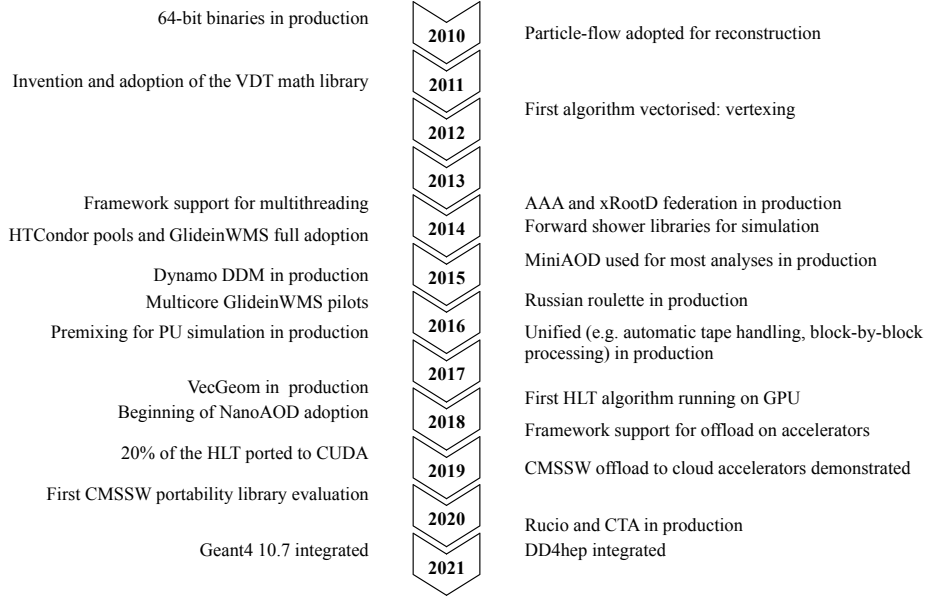 64-bit binaries in production
2010
Particle-flow adopted for reconstruction
Invention and adoption of the VDT math library
2011
First algorithm vectorised: vertexing
2012
2013
Framework support for multithreading
AAA and xRootD federation in production
2014
Forward shower libraries for simulation
HTCondor pools and GlideinWMS full adoption
MiniAOD used for most analyses in production
Dynamo DDM in production
2015
Multicore GlideinWMS pilots
Russian roulette in production
2016
Premixing for PU simulation in production
Unified (e.g. automatic tape handling, block-by-block
processing) in production
2017
VecGeom in production
First HLT algorithm running on GPU
Beginning of NanoAOD adoption
2018
Framework support for offload on accelerators
20% of the HLT ported to CUDA
2019
CMSSW offload to cloud accelerators demonstrated
First CMSSW portability library evaluation
2020
Rucio and CTA in production
Geant4 10.7 integrated
DD4hep integrated
2021